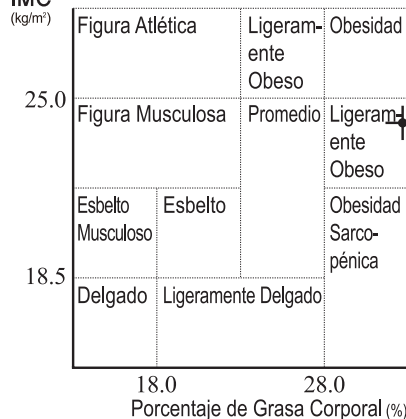 IMC
(kg/m²)
Figura Atlética
Ligeram-
ente
Obeso
Obesidad
25.0
Figura Musculosa
Promedio
Ligeram-
ente
Obeso
Esbelto
Musculoso
Esbelto
Obesidad
Sarco-
pénica
18.5
Delgado
Ligeramente Delgado
18.0
28.0
Porcentaje de Grasa Corporal (%)